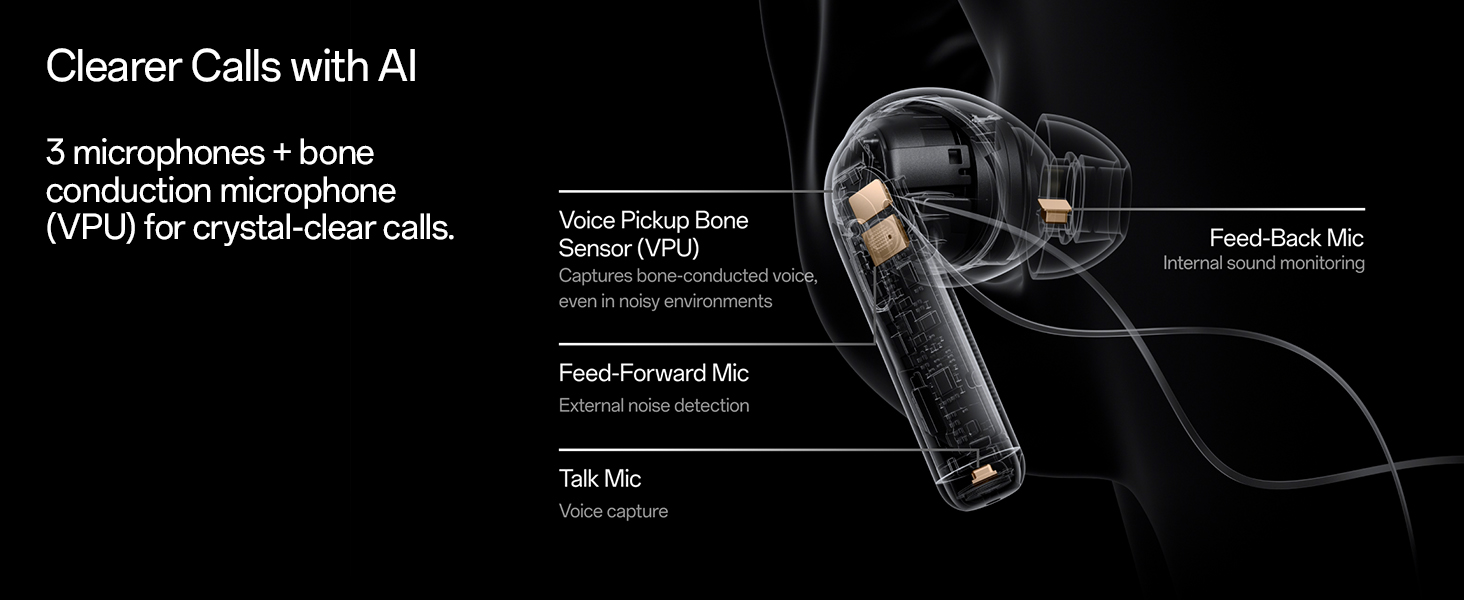 Clearer Calls with AI
3 microphones + bone
conduction microphone
(VPU) for crystal-clear calls.
Voice Pickup Bone
Sensor (VPU)
Captures bone-conducted voice,
even in noisy environments
Feed-Forward Mic
External noise detection
Talk Mic
Voice capture
Feed-Back Mic
Internal sound monitoring